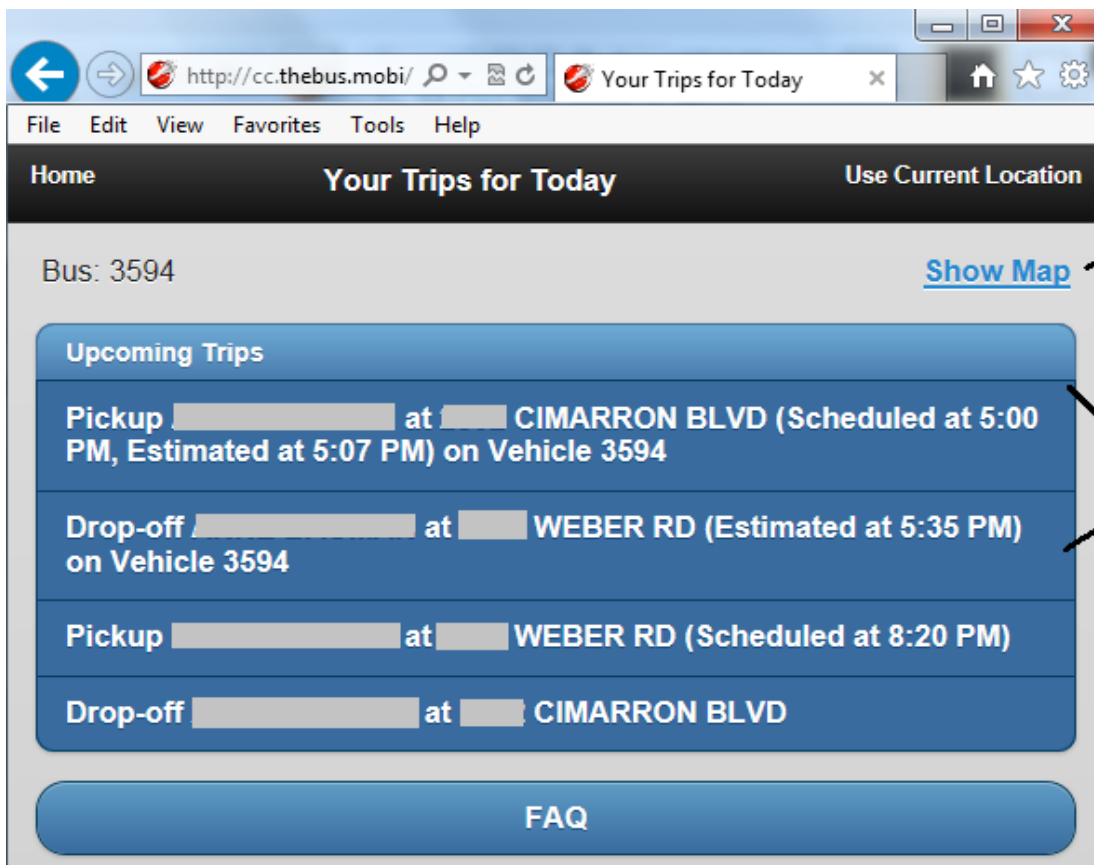 http://cc.thebus.mobi/
Your Trips for Today
File Edit View Favorites Tools Help
Home Your Trips for Today Use Current Location
Bus: 3594 Show Map
Upcoming Trips
Pickup at CIMARRON BLVD (Scheduled at 5:00
PM, Estimated at 5:07 PM) on Vehicle 3594
Drop-off at WEBER RD (Estimated at 5:35 PM)
on Vehicle 3594
Pickup at WEBER RD (Scheduled at 8:20 PM)
Drop-off at CIMARRON BLVD
FAQ